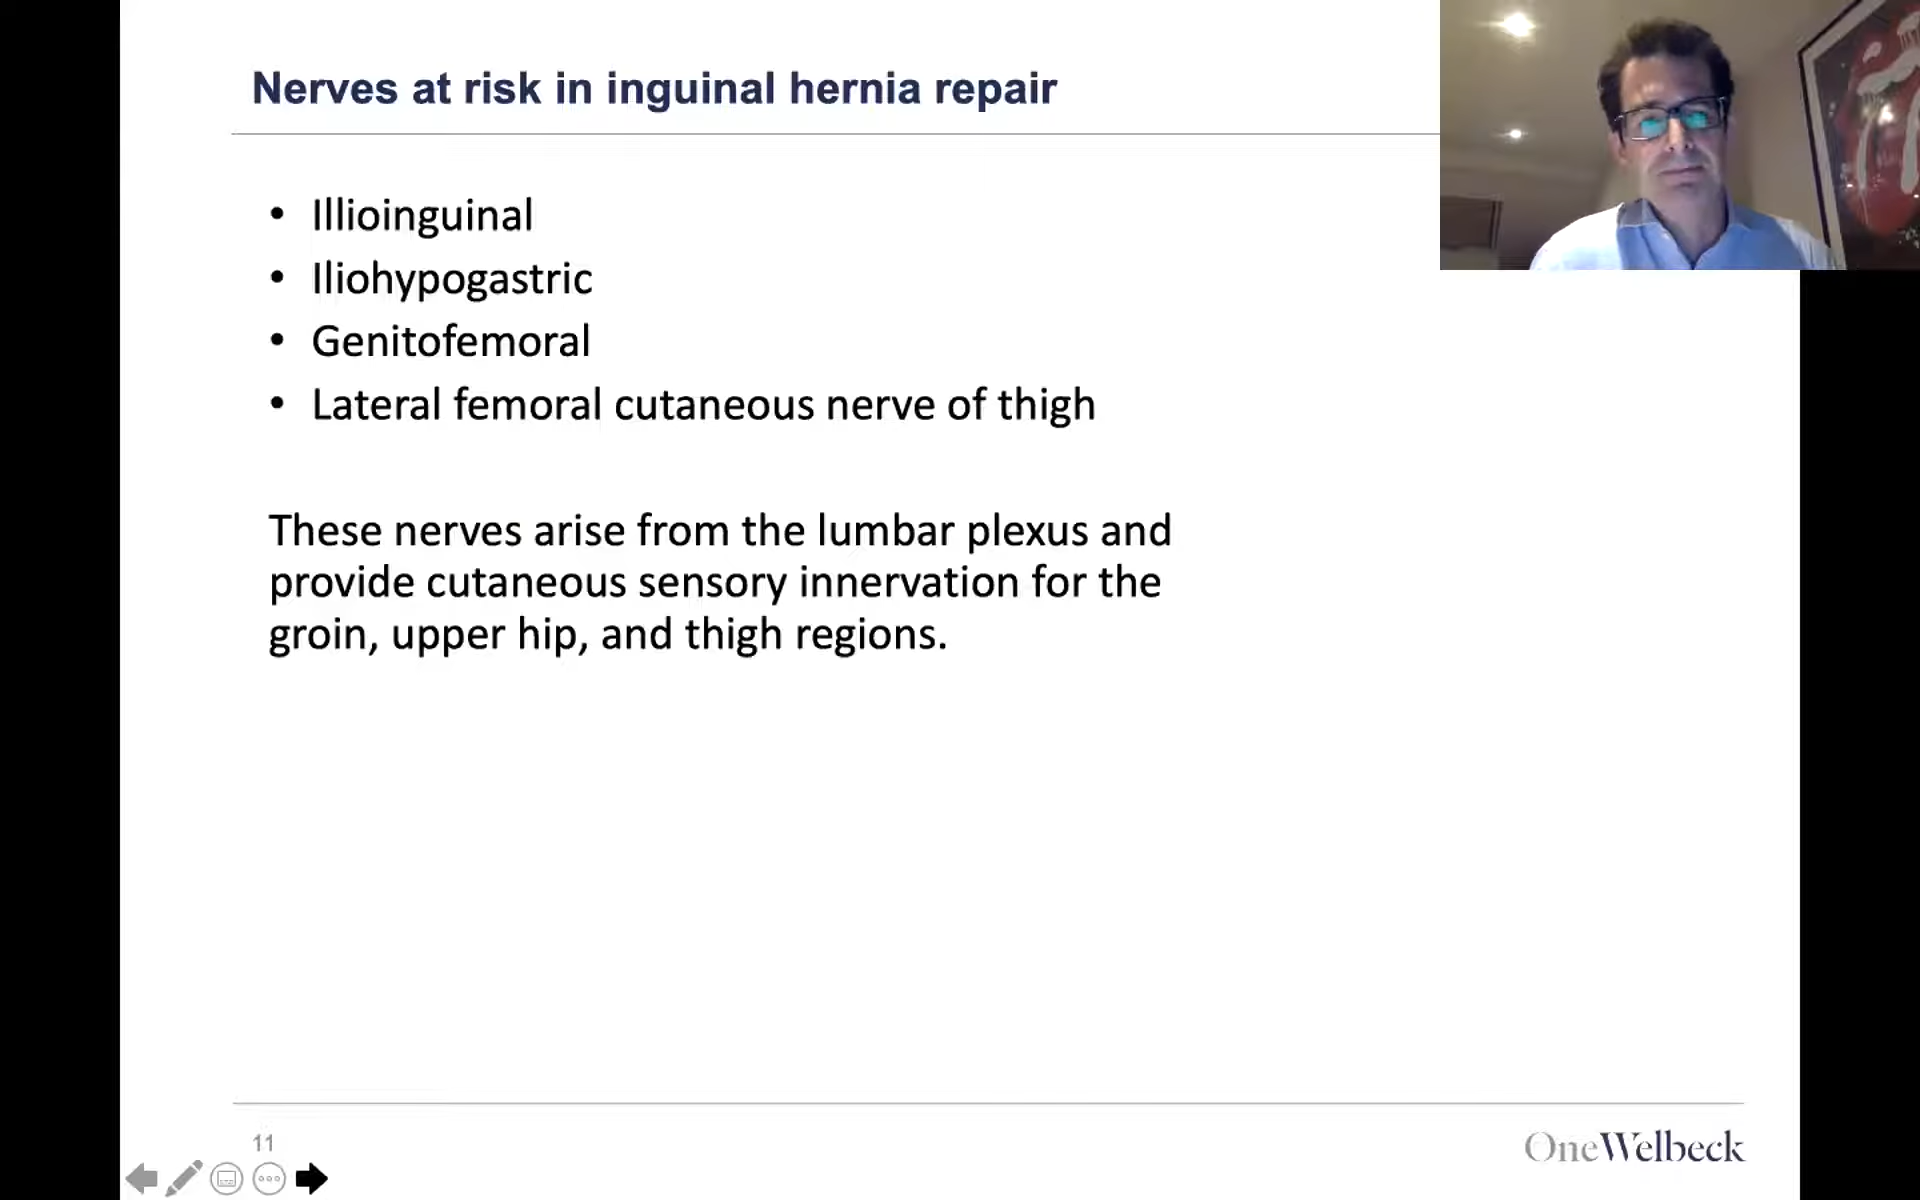 Nerves at risk in inguinal hernia repair
• Illioinguinal
• Iliohypogastric
• Genitofemoral
• Lateral femoral cutaneous nerve of thigh
These nerves arise from the lumbar plexus and
provide cutaneous sensory innervation for the
groin, upper hip, and thigh regions.
11
OneWelbeck